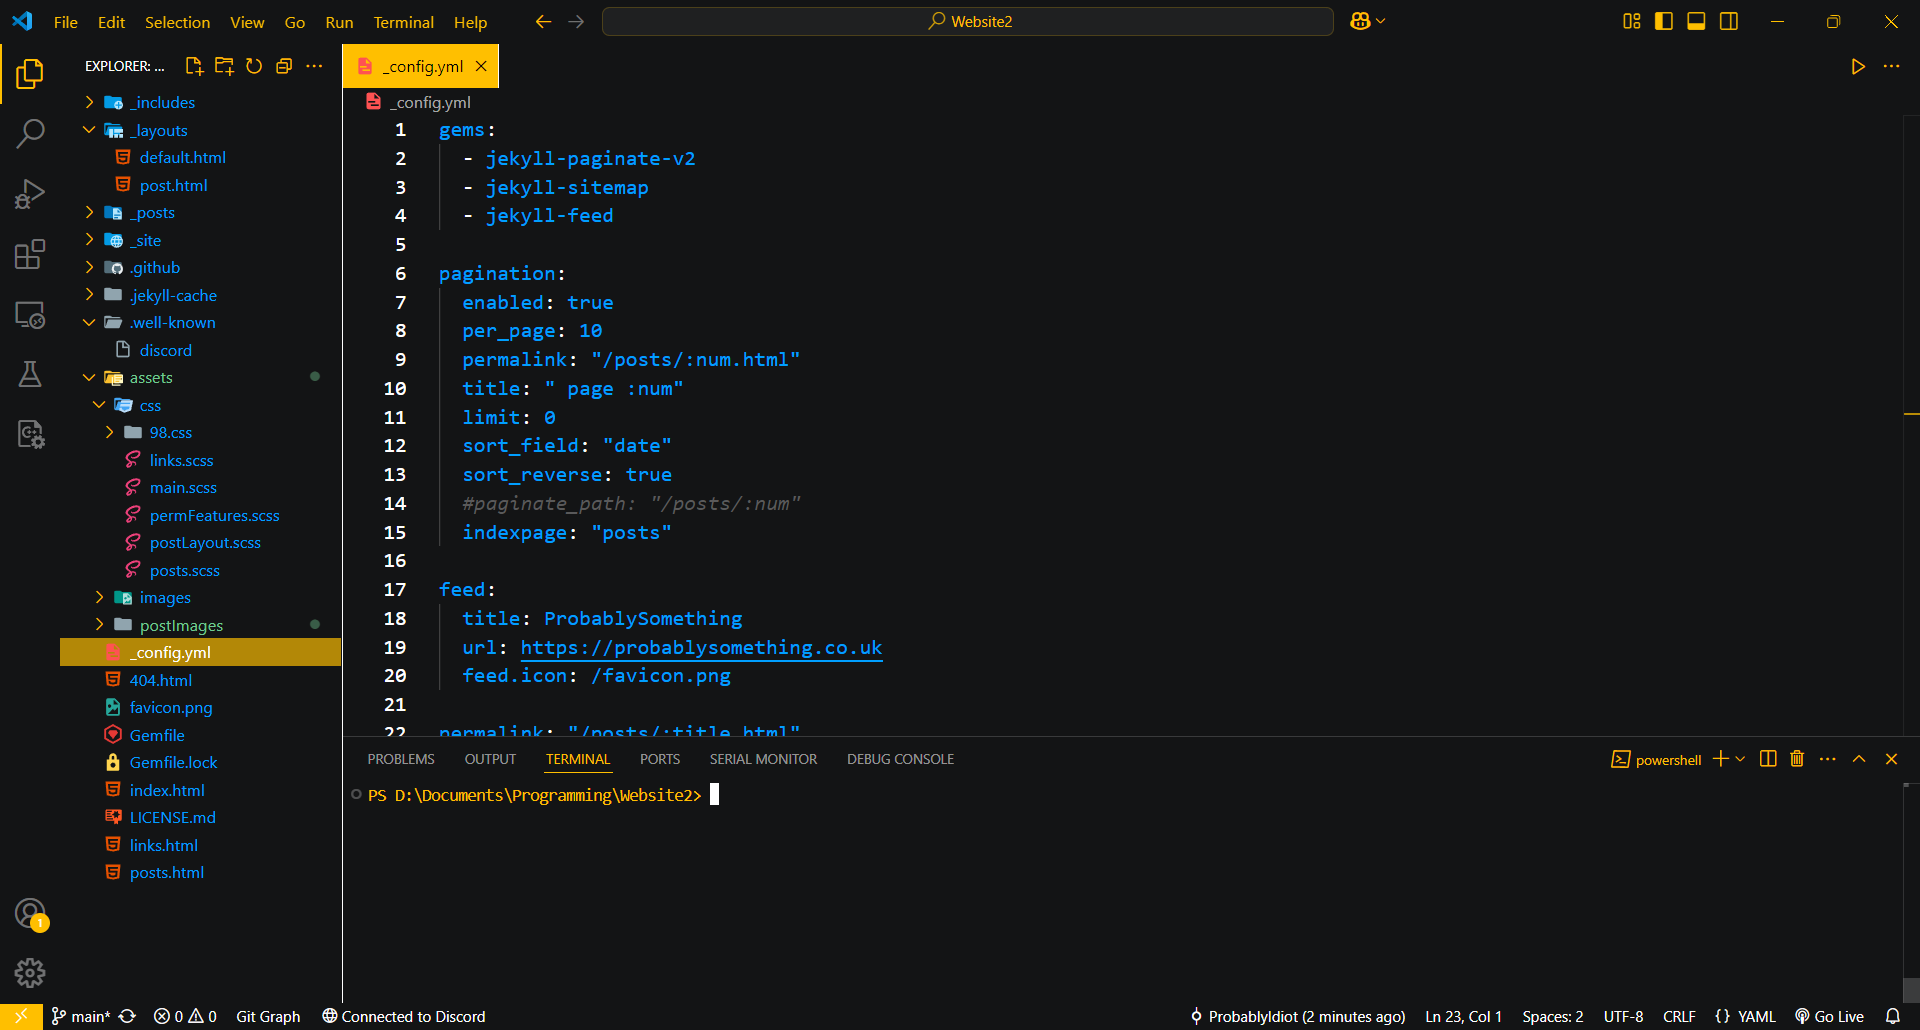 File Edit Selection View Go Run Terminal Help
Website2
EXPLORER: ...
_includes
_layouts
default.html
post.html
_posts
_site
.github
.jekyll-cache
.well-known
discord
assets
css
98.css
links.scss
main.scss
permFeatures.scss
postLayout.scss
posts.scss
images
postImages
_config.yml
404.html
favicon.png
Gemfile
Gemfile.lock
index.html
LICENSE.md
links.html
posts.html
1
_config.yml
_config.yml
1 gems:
2 - jekyll-paginate-v2
3 - jekyll-sitemap
4 - jekyll-feed
5
6 pagination:
7 enabled: true
8 per_page: 10
9 permalink: "/posts/:num.html"
10 title: " page :num"
11 limit: 0
12 sort_field: "date"
13 sort_reverse: true
14 #paginate_path: "/posts/:num"
15 indexpage: "posts"
16
17 feed:
18 title: ProbablySomething
19 url: https://probablysomething.co.uk
20 feed.icon: /favicon.png
21
22 permalink: "/posts/:title.html"
PROBLEMS OUTPUT TERMINAL PORTS SERIAL MONITOR DEBUG CONSOLE
powershell
PS D:\Documents\Programming\Website2>
main* 0 0 Git Graph Connected to Discord
ProbablyIdiot (2 minutes ago) Ln 23, Col 1 Spaces: 2 UTF-8 CRLF {} YAML Go Live